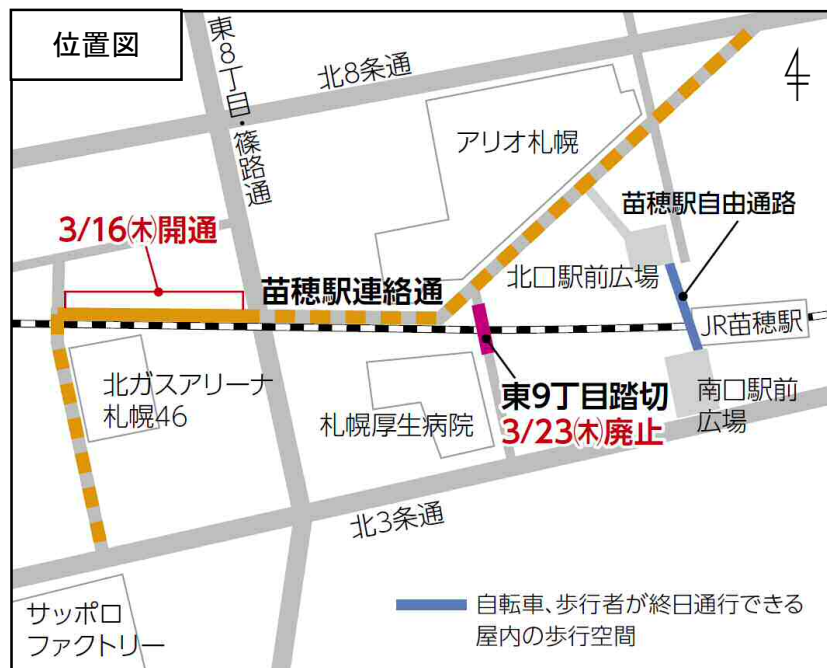 位置図
東8丁目・篠路通
北8条通
アリオ札幌
苗穂駅自由通路
3/16㈭開通
苗穂駅連絡通
北口駅前広場
JR苗穂駅
北ガスアリーナ
札幌46
札幌厚生病院
東9丁目踏切
3/23㈭廃止
南口駅前
広場
北3条通
サッポロ
ファクトリー
自転車、歩行者が終日通行できる
屋内の歩行空間